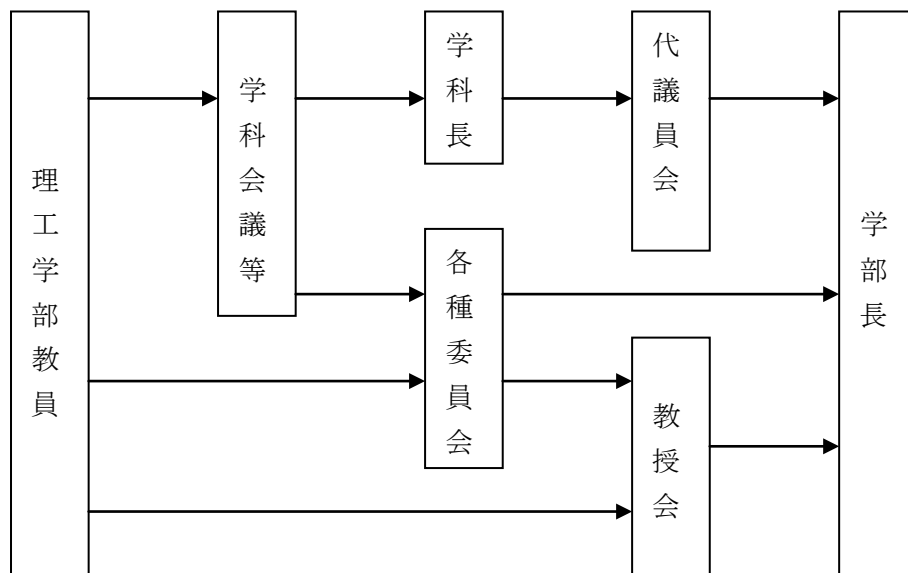 理工学部教員
学科会議等
学科長
代議員会
各種委員会
教授会
学部長